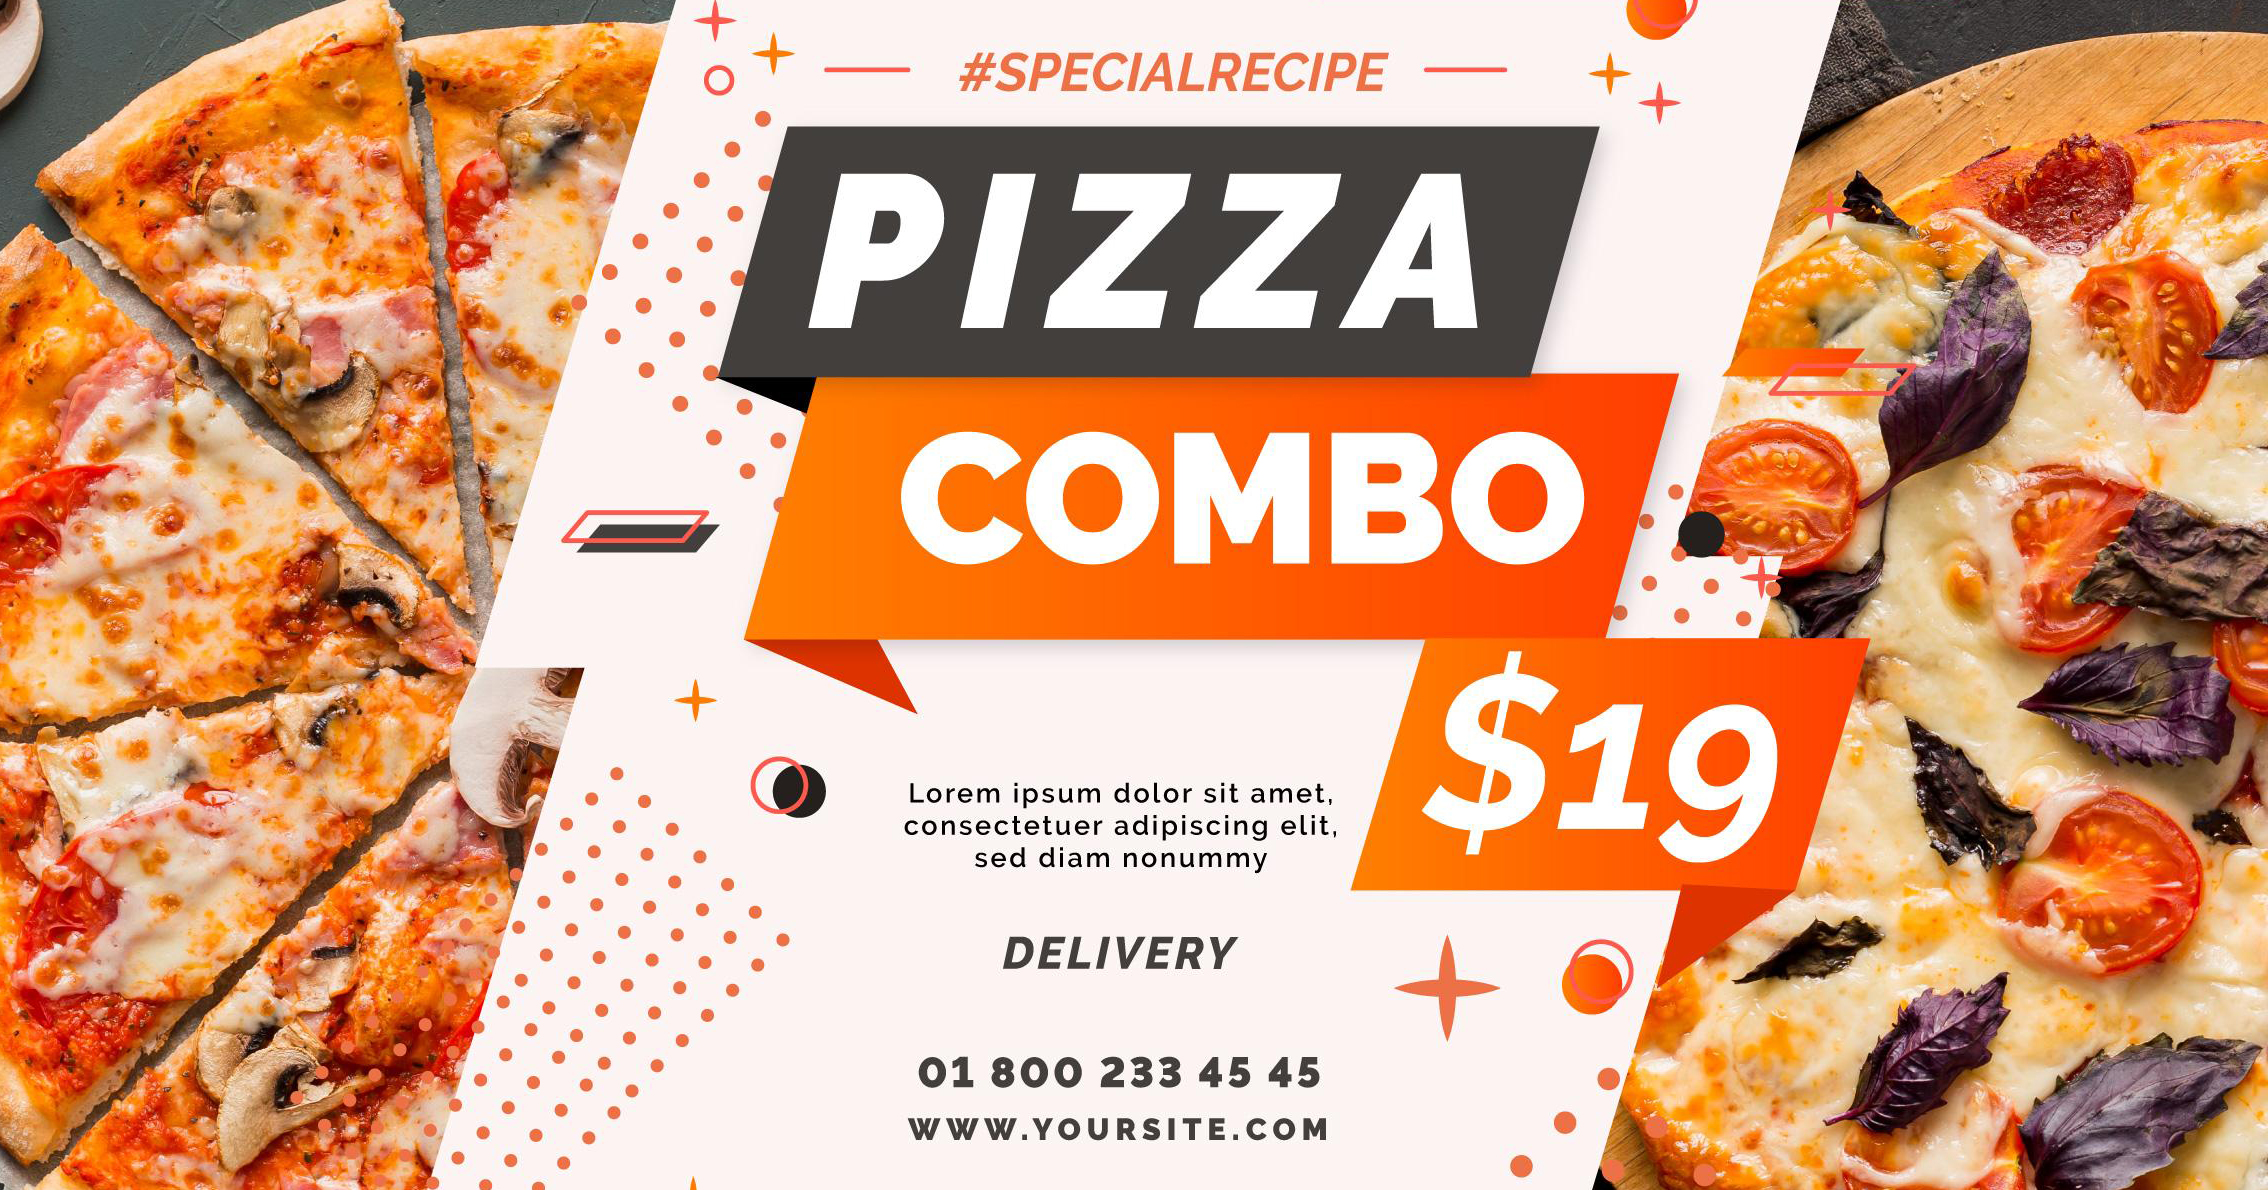 #SPECIALRECIPE
PIZZA
COMBO
$19
Lorem ipsum dolor sit amet,
consectetuer adipiscing elit,
sed diam nonummy
DELIVERY
01 800 233 45 45
WWW.YOURSITE.COM